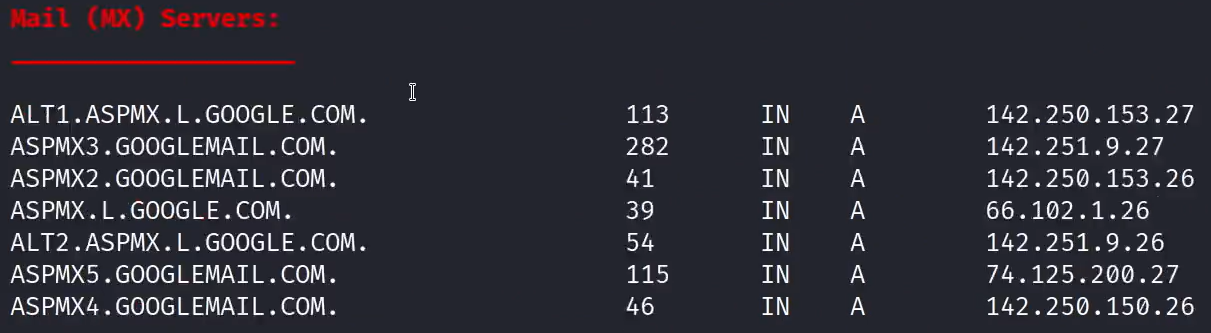 Mail (MX) Servers:
ALT1.ASPMX.L.GOOGLE.COM. 113 IN A 142.250.153.27
ASPMX3.GOOGLEMAIL.COM. 282 IN A 142.251.9.27
ASPMX2.GOOGLEMAIL.COM. 41 IN A 142.250.153.26
ASPMX.L.GOOGLE.COM. 39 IN A 66.102.1.26
ALT2.ASPMX.L.GOOGLE.COM. 54 IN A 142.251.9.26
ASPMX5.GOOGLEMAIL.COM. 115 IN A 74.125.200.27
ASPMX4.GOOGLEMAIL.COM. 46 IN A 142.250.150.26